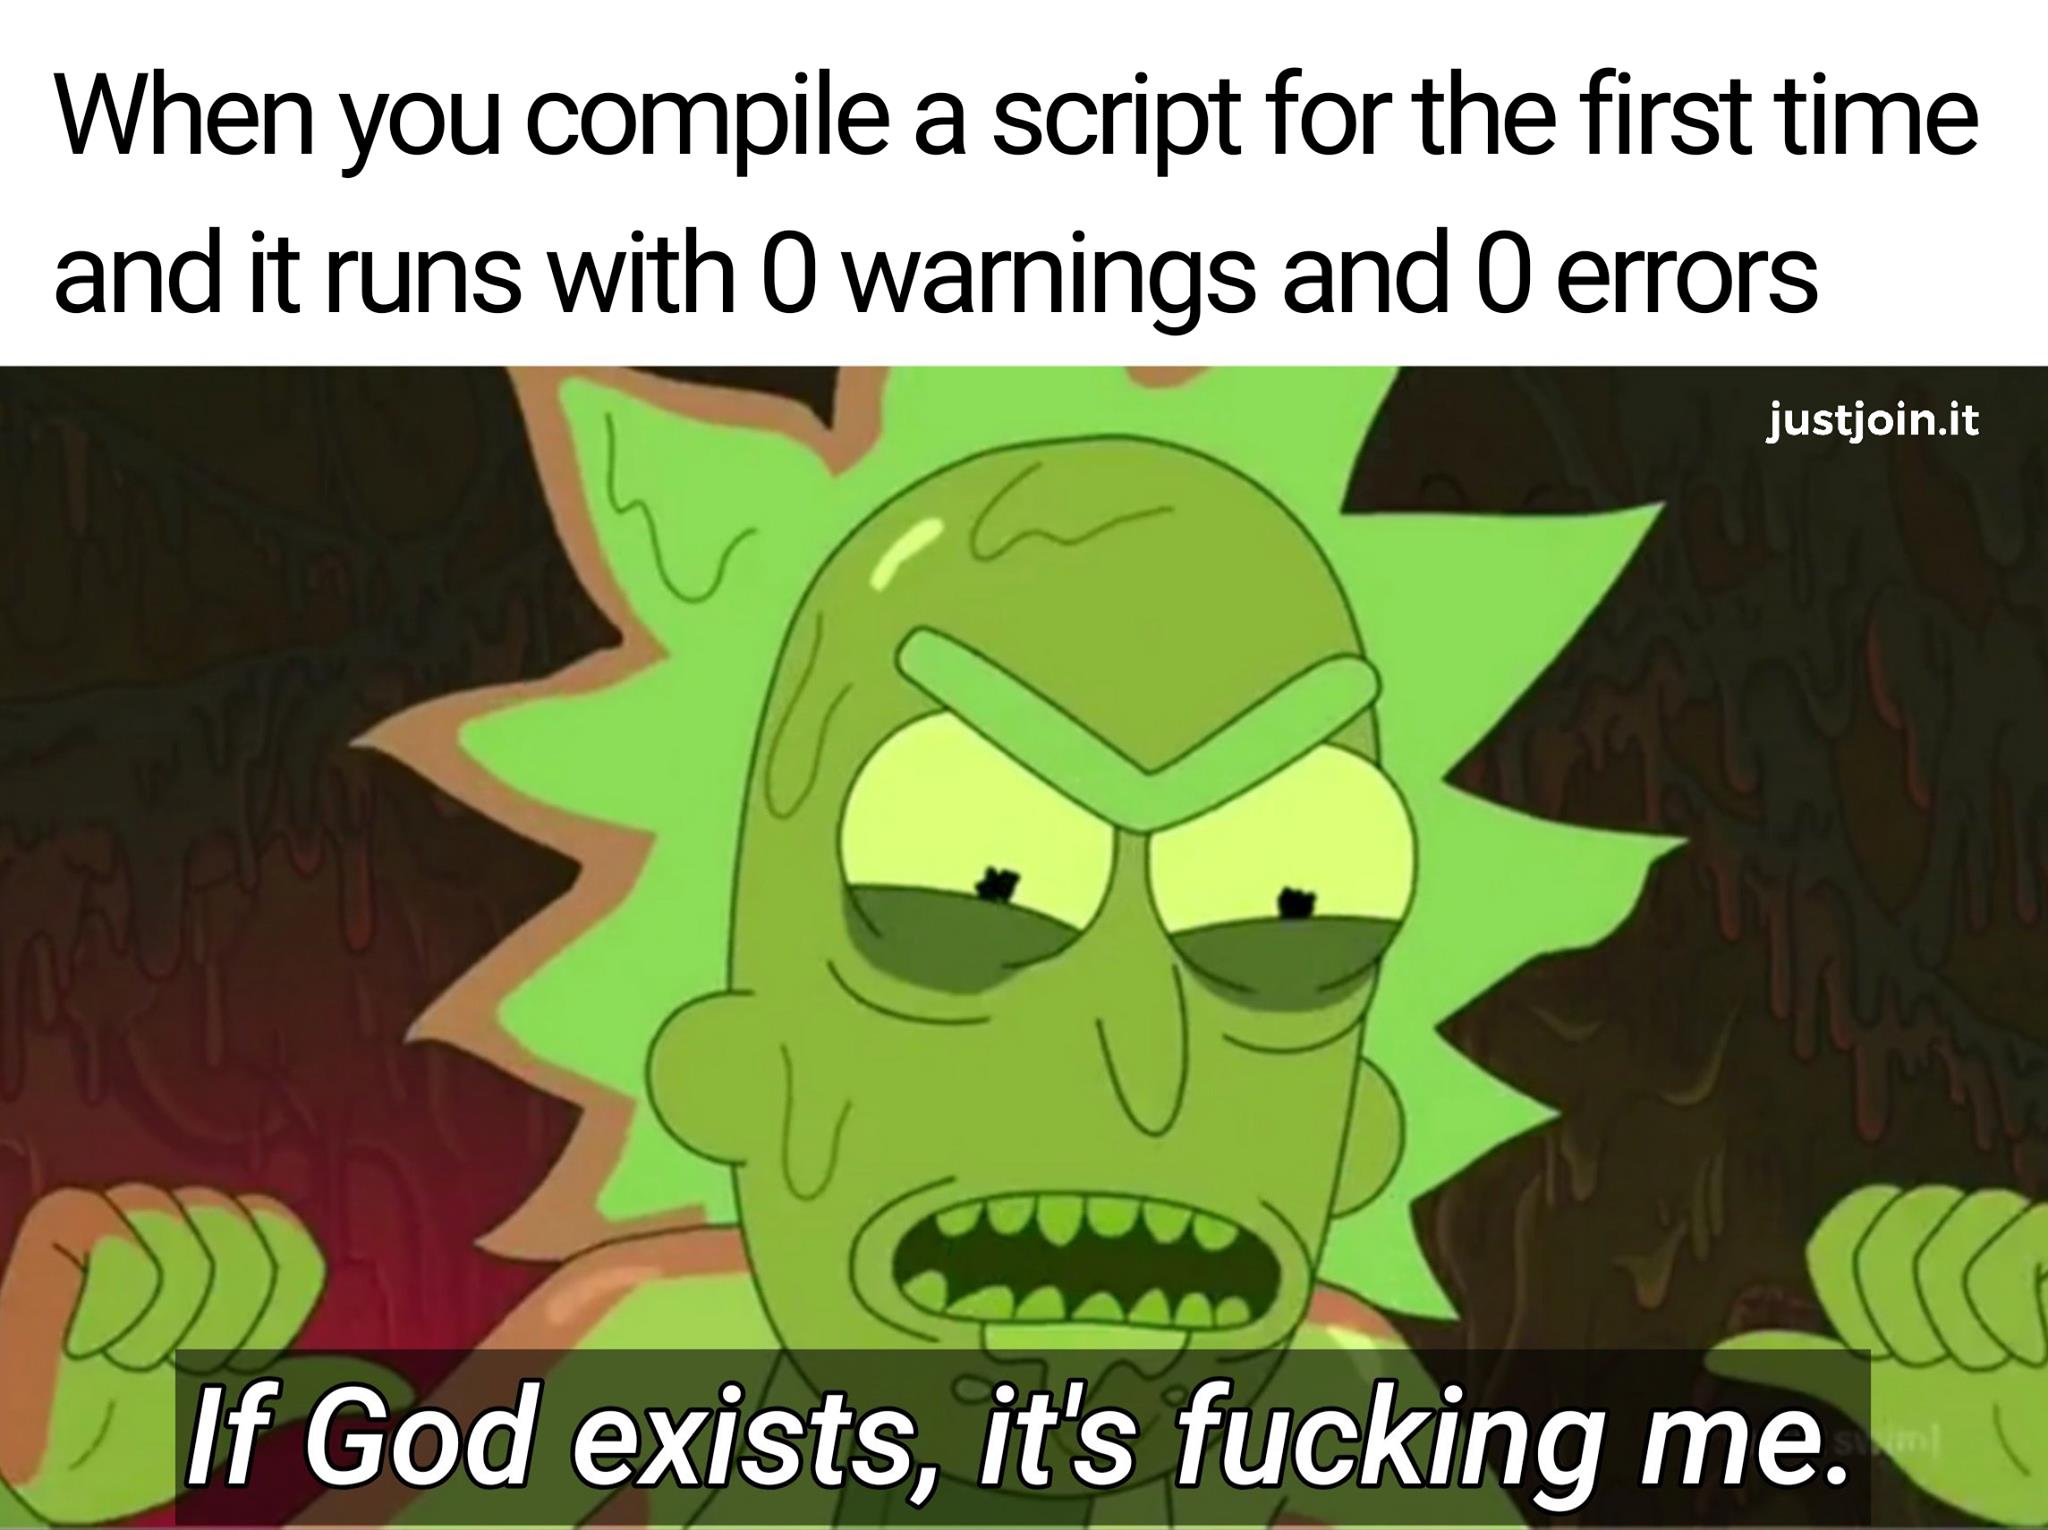 When you compile a script for the first time
and it runs with 0 warnings and 0 errors
justjoin.it
If God exists, it's fucking me.
swim]